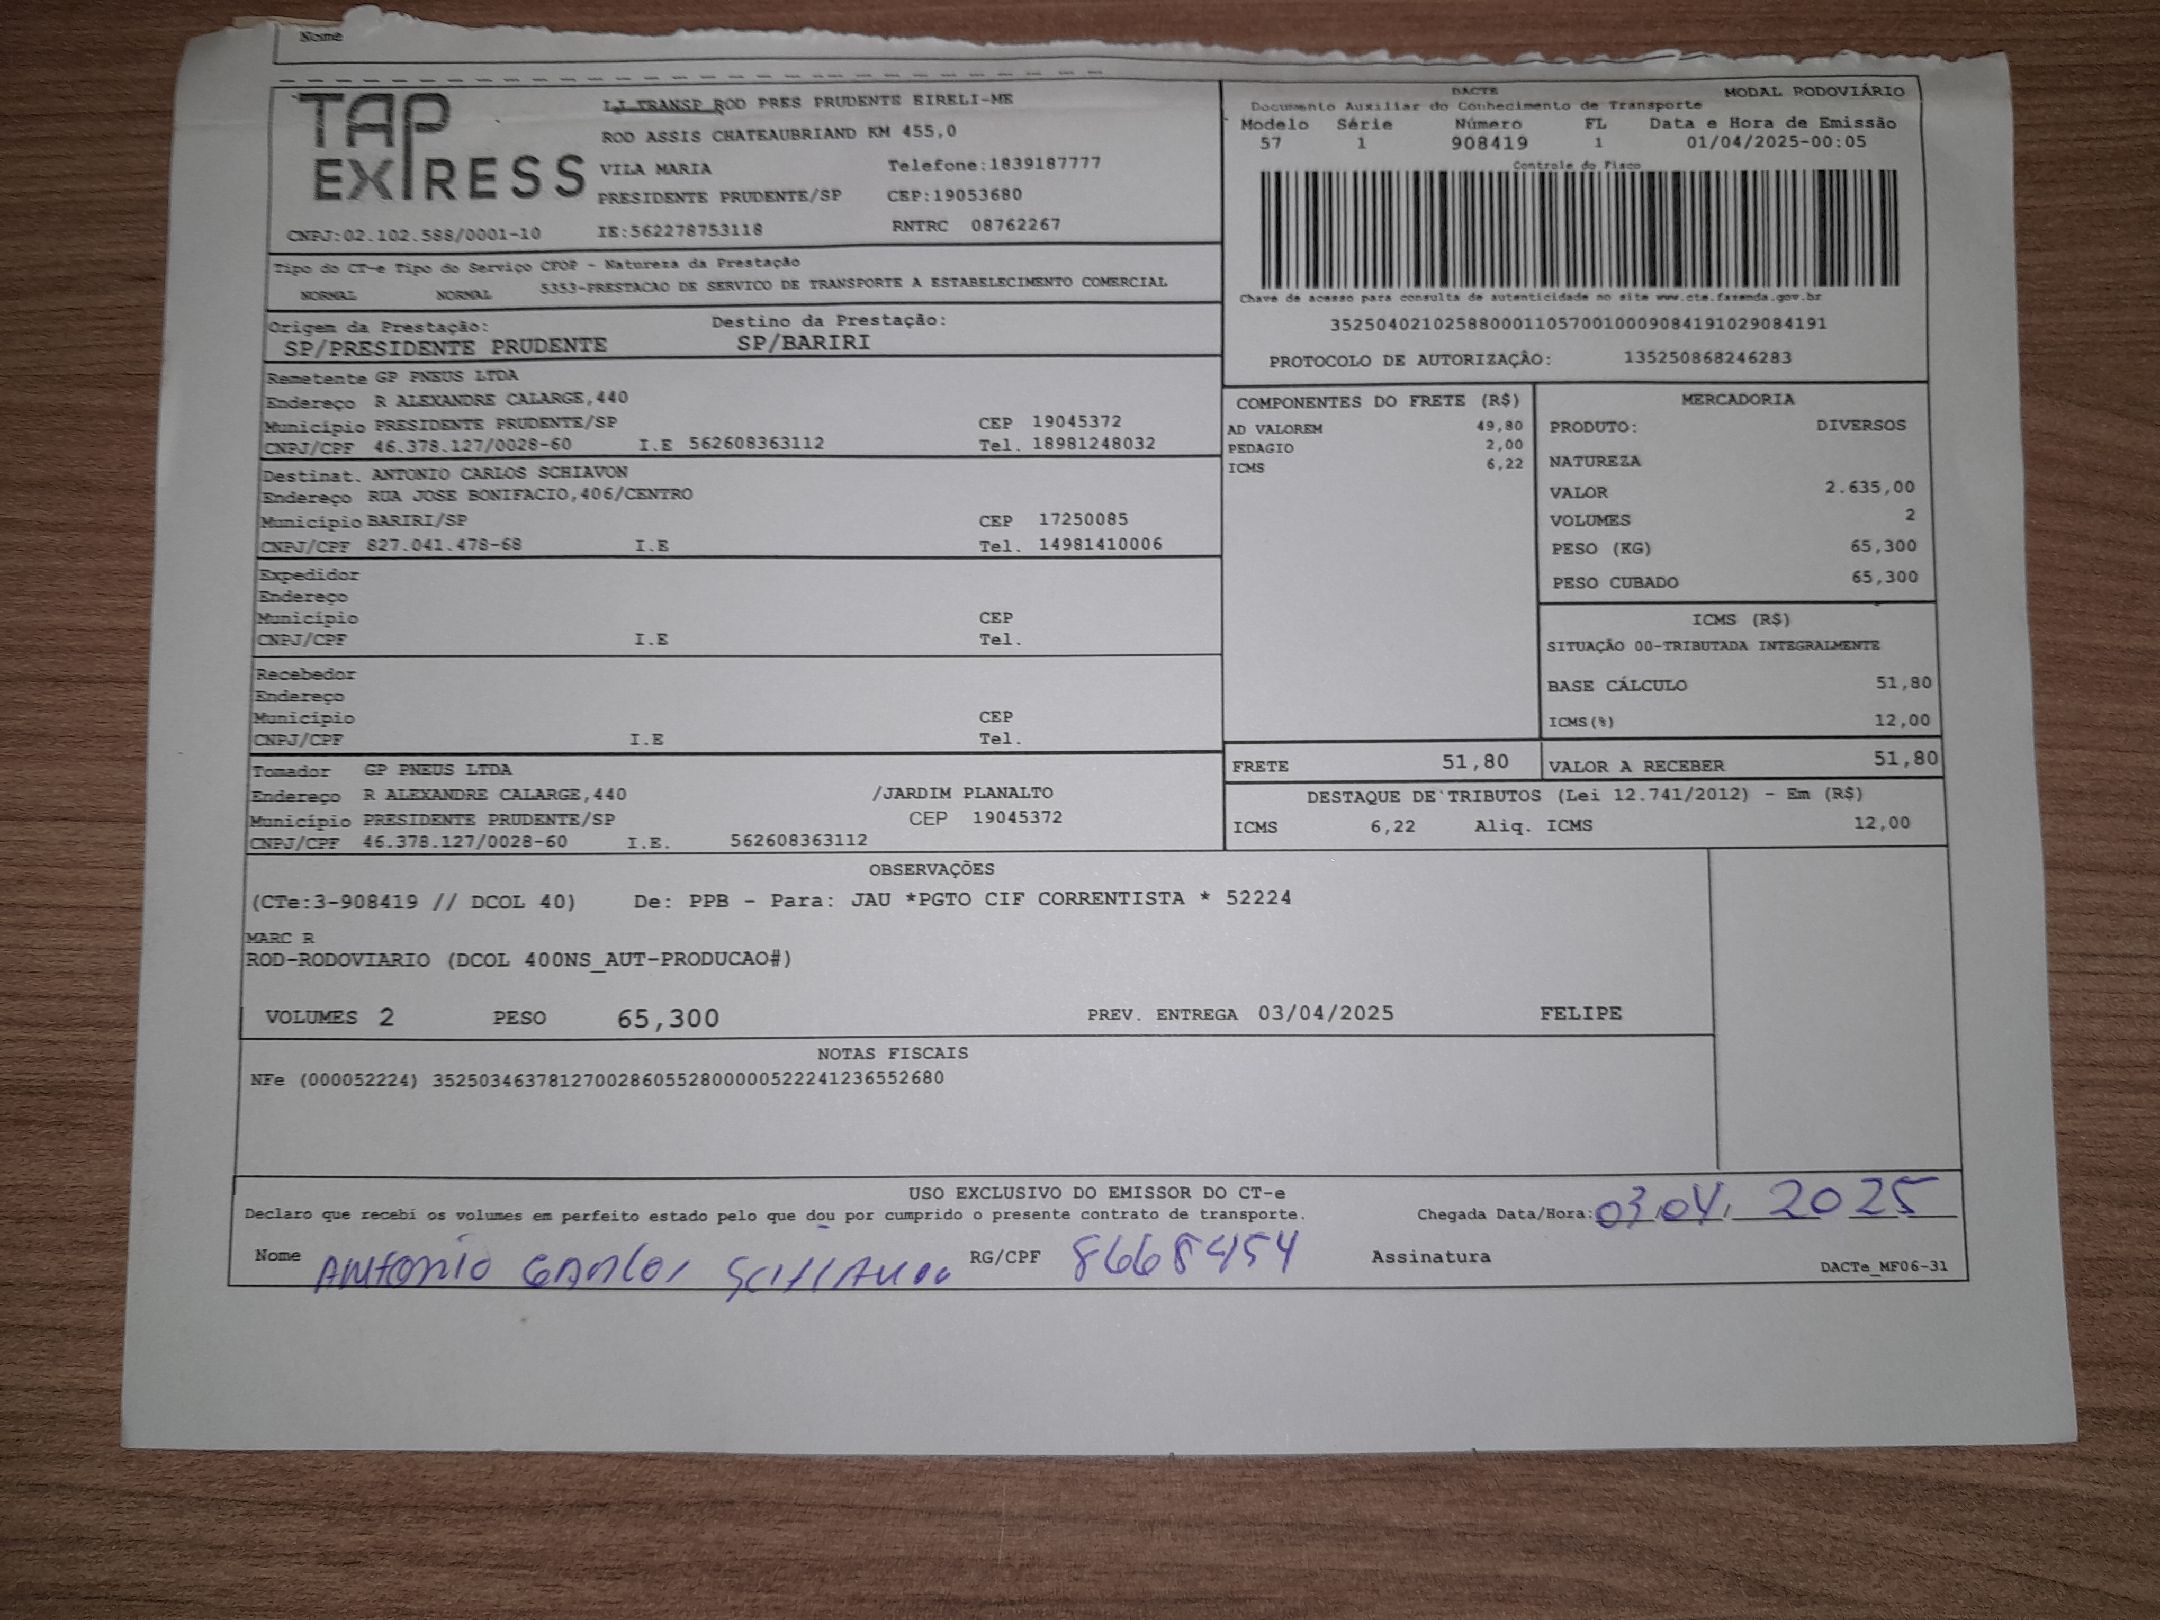 Nome
TAP EXPRESS
LJ TRANSP ROD PRES PRUDENTE EIRELI-ME
ROD ASSIS CHATEAUBRIAND KM 455,0
VILA MARIA Telefone:1839187777
PRESIDENTE PRUDENTE/SP CEP:19053680
CNPJ:02.102.588/0001-10 IE:562278753118 RNTRC 08762267
DACTE MODAL RODOVIÁRIO
Documento Auxiliar do Conhecimento de Transporte
Modelo Série Número FL Data e Hora de Emissão
57 1 908419 1 01/04/2025-00:05
Controle do Fisco
Chave de acesso para consulta de autenticidade no site www.cte.fazenda.gov.br
35250402102588000110570010009084191029084191
PROTOCOLO DE AUTORIZAÇÃO: 135250868246283
Tipo do CT-e Tipo do Serviço CFOP - Natureza da Prestação
NORMAL NORMAL 5353-PRESTACAO DE SERVICO DE TRANSPORTE A ESTABELECIMENTO COMERCIAL
Origem da Prestação: Destino da Prestação:
SP/PRESIDENTE PRUDENTE SP/BARIRI
Remetente GP PNEUS LTDA
Endereço R ALEXANDRE CALARGE,440
Município PRESIDENTE PRUDENTE/SP CEP 19045372
CNPJ/CPF 46.378.127/0028-60 I.E 562608363112 Tel. 18981248032
Destinat. ANTONIO CARLOS SCHIAVON
Endereço RUA JOSE BONIFACIO,406/CENTRO
Município BARIRI/SP CEP 17250085
CNPJ/CPF 827.041.478-68 I.E Tel. 14981410006
Expedidor
Endereço
Município CEP
CNPJ/CPF I.E Tel.
Recebedor
Endereço
Município CEP
CNPJ/CPF I.E Tel.
Tomador GP PNEUS LTDA
Endereço R ALEXANDRE CALARGE,440 /JARDIM PLANALTO
Município PRESIDENTE PRUDENTE/SP CEP 19045372
CNPJ/CPF 46.378.127/0028-60 I.E. 562608363112
COMPONENTES DO FRETE (R$)
AD VALOREM 49,80
PEDAGIO 2,00
ICMS 6,22
MERCADORIA
PRODUTO: DIVERSOS
NATUREZA
VALOR 2.635,00
VOLUMES 2
PESO (KG) 65,300
PESO CUBADO 65,300
ICMS (R$)
SITUAÇÃO 00-TRIBUTADA INTEGRALMENTE
BASE CÁLCULO 51,80
ICMS(%) 12,00
FRETE 51,80 VALOR A RECEBER 51,80
DESTAQUE DE TRIBUTOS (Lei 12.741/2012) - Em (R$)
ICMS 6,22 Aliq. ICMS 12,00
OBSERVAÇÕES
(CTe:3-908419 // DCOL 40) De: PPB - Para: JAU *PGTO CIF CORRENTISTA * 52224
MARC R
ROD-RODOVIARIO (DCOL 400NS_AUT-PRODUCAO#)
VOLUMES 2 PESO 65,300 PREV. ENTREGA 03/04/2025 FELIPE
NOTAS FISCAIS
NFe (000052224) 35250346378127002860552800000522241236552680
USO EXCLUSIVO DO EMISSOR DO CT-e
Declaro que recebi os volumes em perfeito estado pelo que dou por cumprido o presente contrato de transporte. Chegada Data/Hora: 03/04/2025
Nome Antonio Carlos Schiavon RG/CPF 8668454 Assinatura DACTe_MF06-31